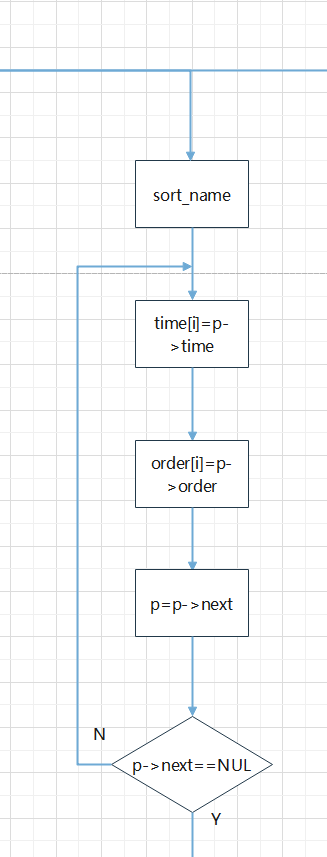 sort_name
time[i]=p-
>time
order[i]=p-
>order
p=p->next
N
p->next==NUL
Y